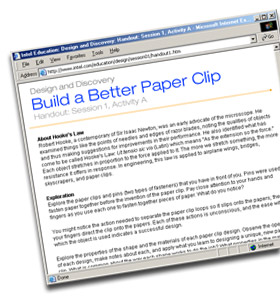 Intel Education: Design and Discovery: Handout: Session 1, Activity A - Microsoft Internet Ex...
File Edit View Favorites Tools Help
Back
Address http://www.intel.com/education/design/session01/handout1.htm
Go
Design and Discovery
Build a Better Paper Clip
Handout: Session 1, Activity A
About Hooke's Law
Robert Hooke, a contemporary of Sir Isaac Newton, was an early advocate of the microscope. He
examined things like the points of needles and edges of razor blades, noting the qualities of objects
and thus making suggestions for improvements in their performance. He also identified what has
come to be called Hooke's Law, Ut tensio sic vis (Latin) which means "As the extension so the force."
Each object stretches in proportion to the force applied to it. The more we stretch something, the more
resistance it offers in response. In engineering, this law is applied to airplane wings, bridges,
skyscrapers, and paper clips.
Exploration
Explore the paper clips and pins (two types of fasteners) that you have in front of you. Pins were used to
fasten paper together before the invention of the paper clip. Pay close attention to your hands and
fingers as you use each one to fasten together pieces of paper. What do you notice?
You might notice the action needed to separate the paper clip loops so it slips onto the papers, the
your fingers direct the clip onto the papers. Each of these actions is unconscious, and the ease with
which the object is used indicates a successful design.
Explore the properties of the shape and materials of each paper clip design. Observe the ope
of each design, make notes about each, and apply what you learn to designing a unique, new pa
Done
Internet